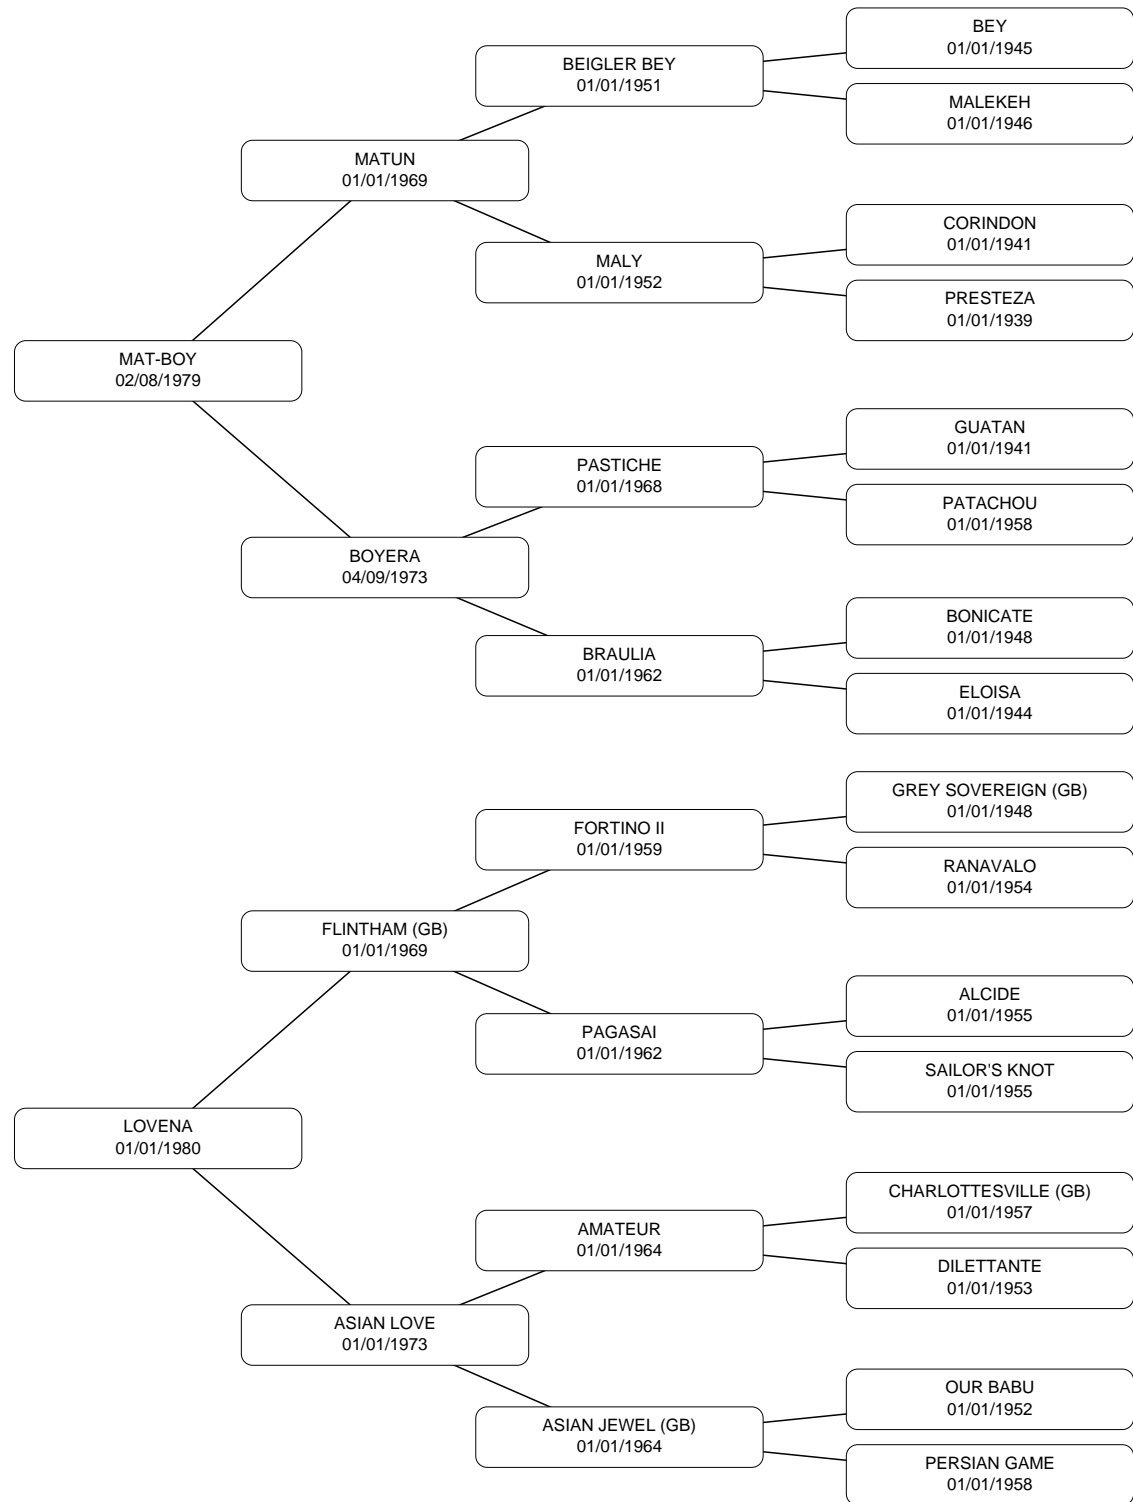 BEY
01/01/1945
BEIGLER BEY
01/01/1951
MALEKEH
01/01/1946
MATUN
01/01/1969
CORINDON
01/01/1941
MALY
01/01/1952
PRESTEZA
01/01/1939
MAT-BOY
02/08/1979
GUATAN
01/01/1941
PASTICHE
01/01/1968
PATACHOU
01/01/1958
BOYERA
04/09/1973
BONICATE
01/01/1948
BRAULIA
01/01/1962
ELOISA
01/01/1944
GREY SOVEREIGN (GB)
01/01/1948
FORTINO II
01/01/1959
RANAVALO
01/01/1954
FLINTHAM (GB)
01/01/1969
ALCIDE
01/01/1955
PAGASAI
01/01/1962
SAILOR'S KNOT
01/01/1955
LOVENA
01/01/1980
CHARLOTTESVILLE (GB)
01/01/1957
AMATEUR
01/01/1964
DILETTANTE
01/01/1953
ASIAN LOVE
01/01/1973
OUR BABU
01/01/1952
ASIAN JEWEL (GB)
01/01/1964
PERSIAN GAME
01/01/1958